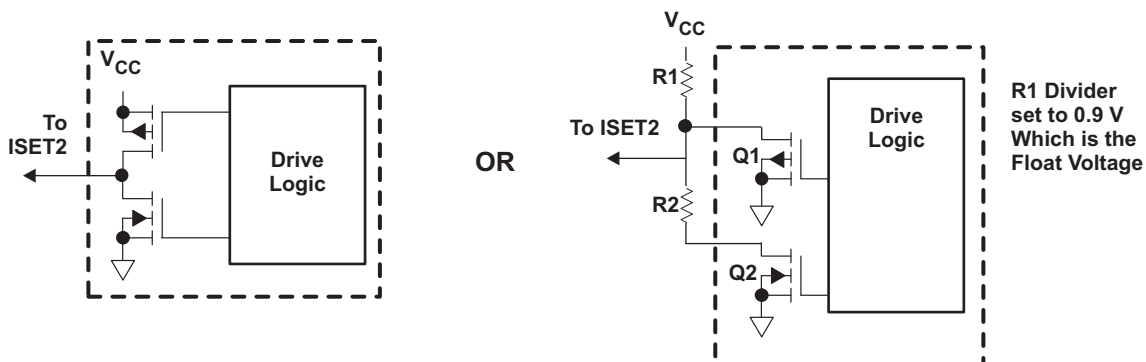 VCC
To
ISET2
Drive
Logic
OR
VCC
R1
To ISET2
Q1
R2
Q2
Drive
Logic
R1 Divider
set to 0.9 V
Which is the
Float Voltage